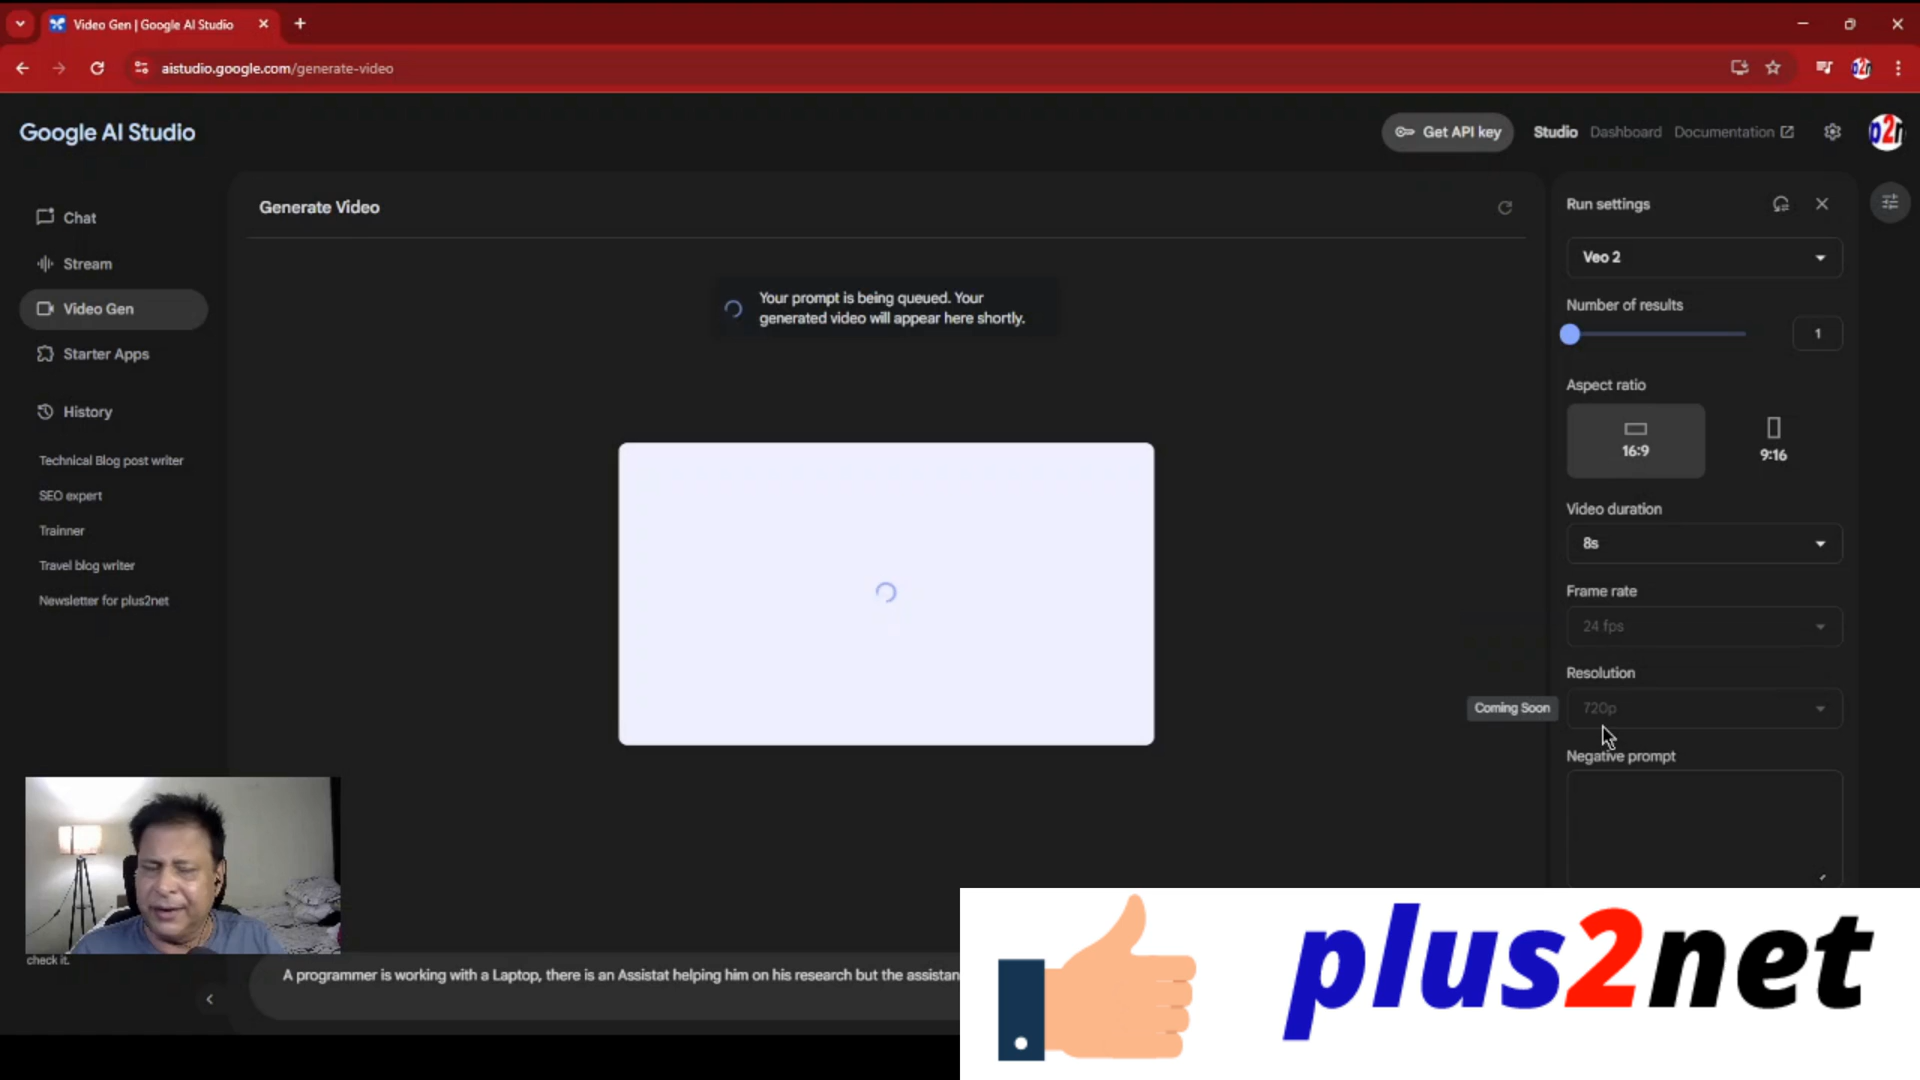 Video Gen | Google AI Studio
aistudio.google.com/generate-video
Google AI Studio
Get API key
Studio
Dashboard
Documentation
Chat
Stream
Video Gen
Starter Apps
History
Technical Blog post writer
SEO expert
Trainner
Travel blog writer
Newsletter for plus2net
Generate Video
Your prompt is being queued. Your
generated video will appear here shortly.
Run settings
Veo 2
Number of results
1
Aspect ratio
16:9
9:16
Video duration
8s
Frame rate
24 fps
Resolution
Coming Soon
720p
Negative prompt
check it.
A programmer is working with a Laptop, there is an Assistat helping him on his research but the assistan
plus2net